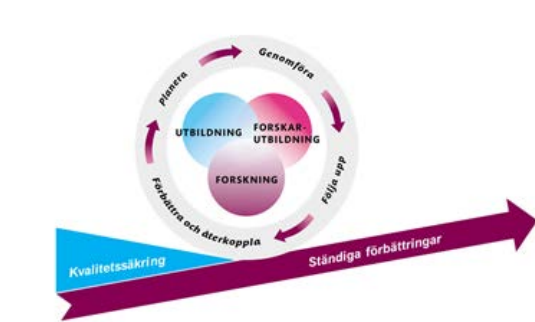 Genomföra
Planera
UTBILDNING
FORSKAR-
UTBILDNING
FORSKNING
Följa upp
Förbättra och återkoppla
Kvalitetssäkring
Ständiga förbättringar